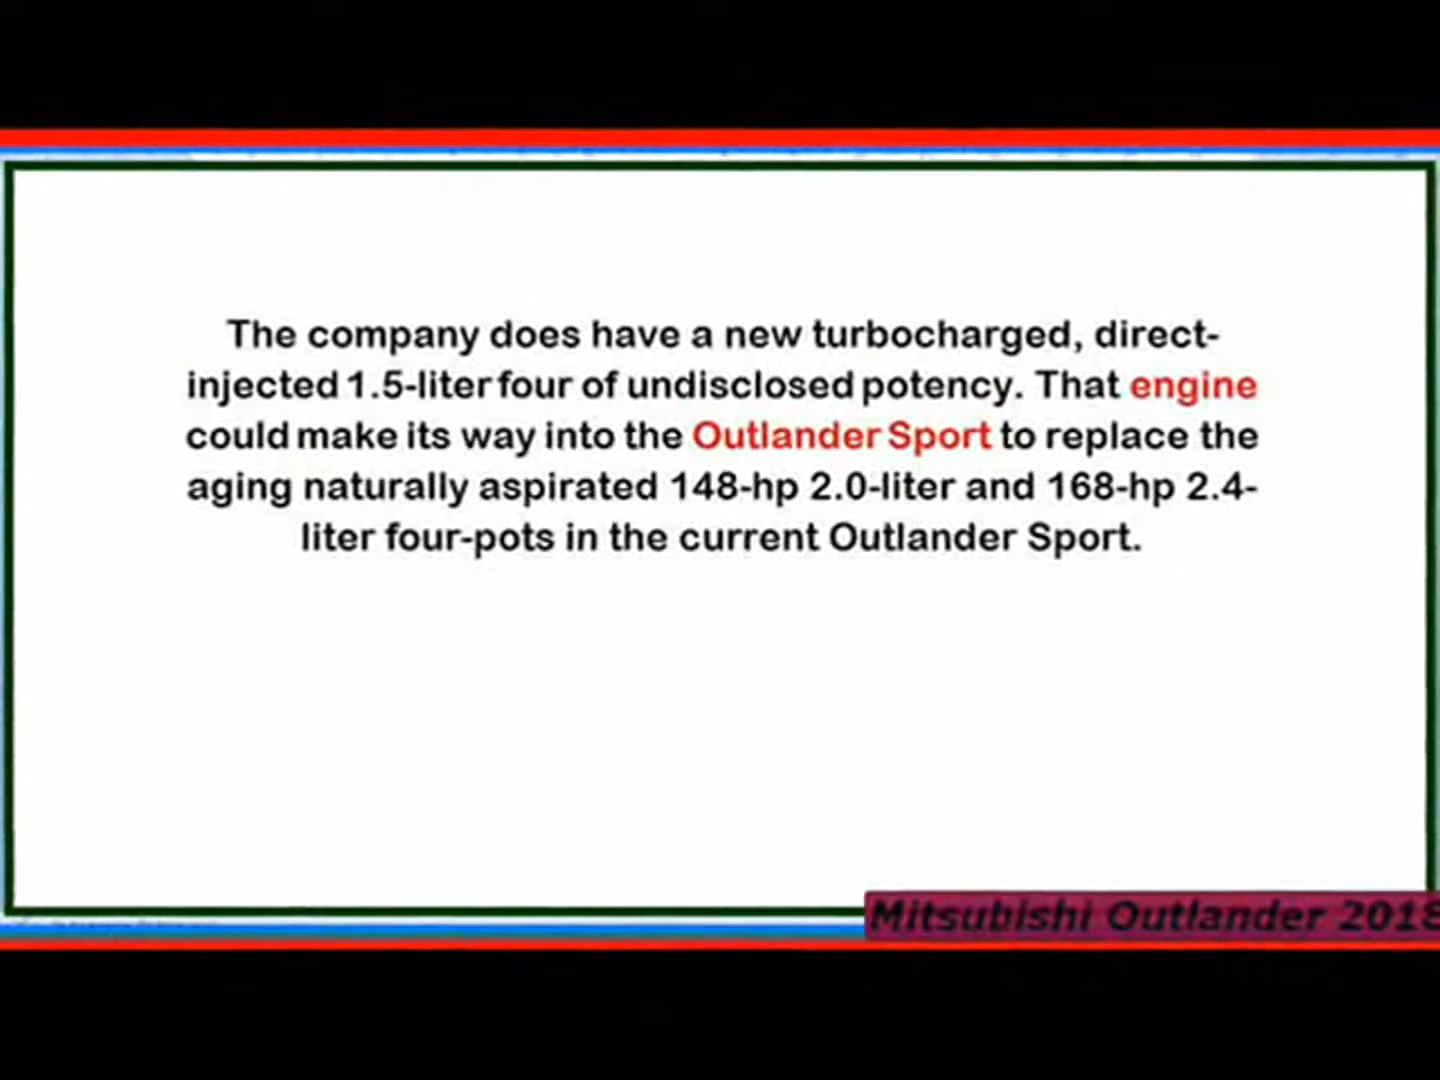 The company does have a new turbocharged, direct-
injected 1.5-liter four of undisclosed potency. That engine
could make its way into the Outlander Sport to replace the
aging naturally aspirated 148-hp 2.0-liter and 168-hp 2.4-
liter four-pots in the current Outlander Sport.
Mitsubishi Outlander 2018